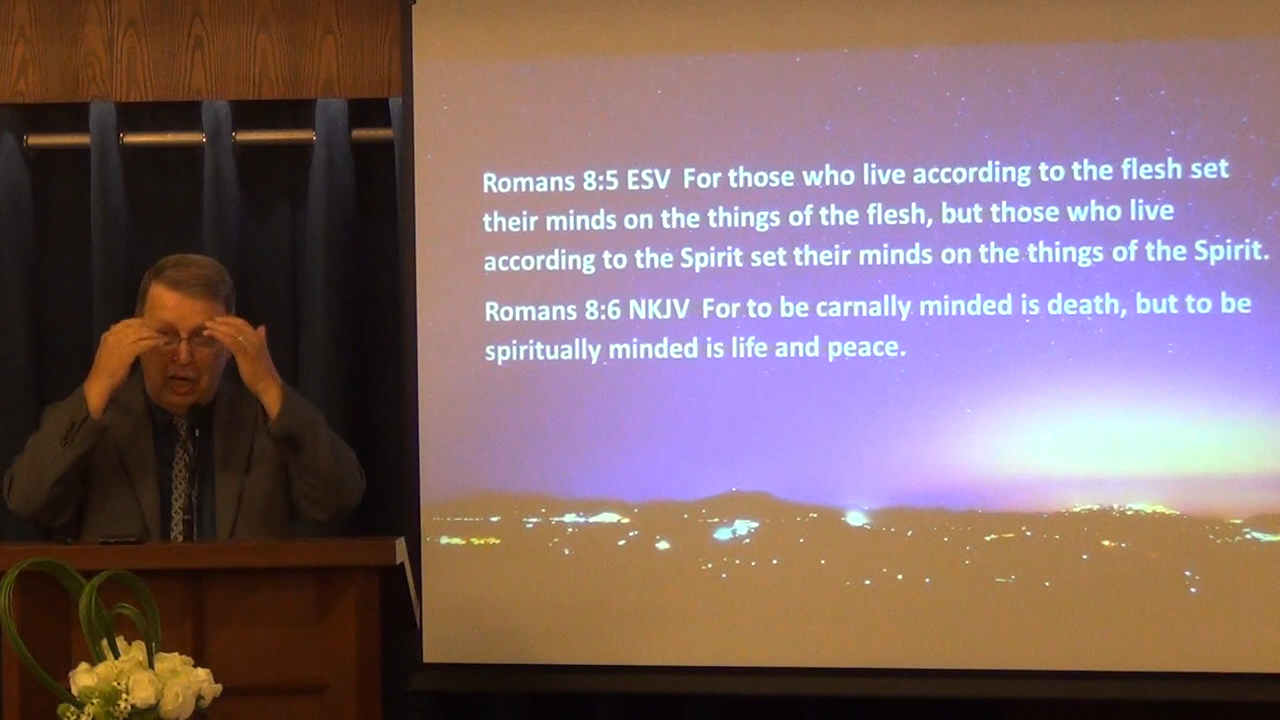 Romans 8:5 ESV  For those who live according to the flesh set
their minds on the things of the flesh, but those who live
according to the Spirit set their minds on the things of the Spirit.
Romans 8:6 NKJV  For to be carnally minded is death, but to be
spiritually minded is life and peace.